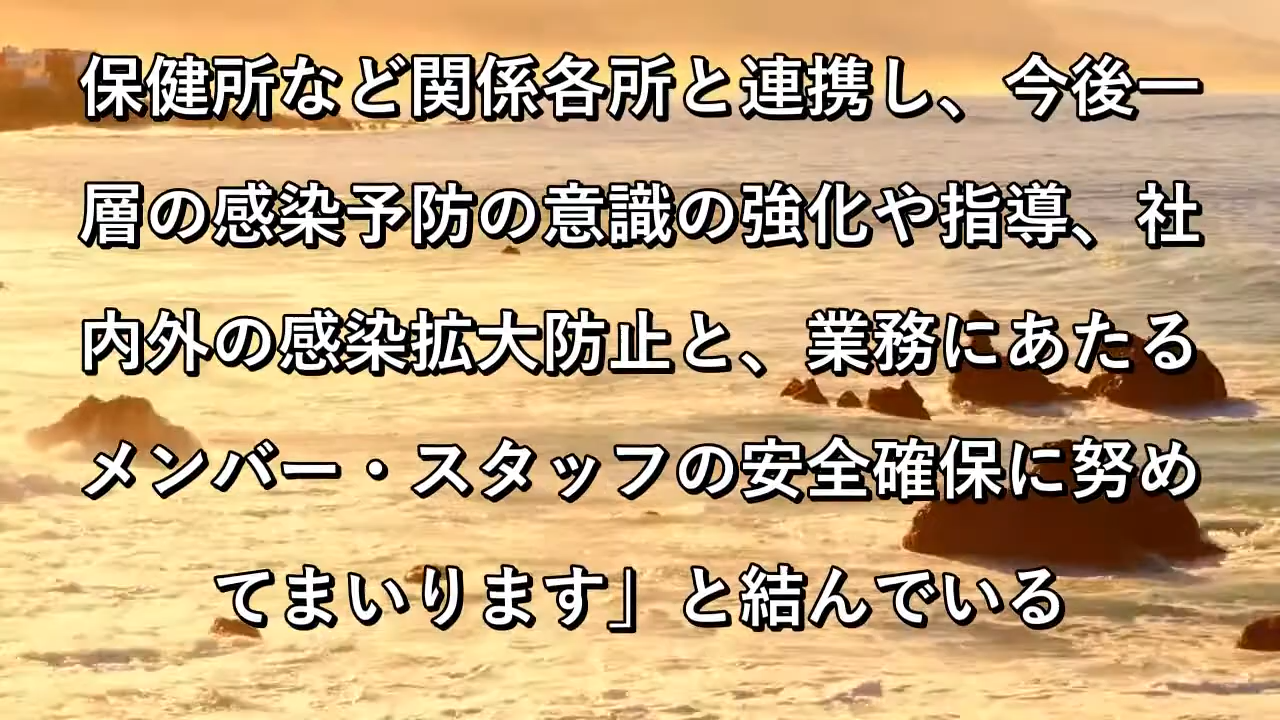 保健所など関係各所と連携し、今後一
層の感染予防の意識の強化や指導、社
内外の感染拡大防止と、業務にあたる
メンバー・スタッフの安全確保に努め
てまいります」と結んでいる